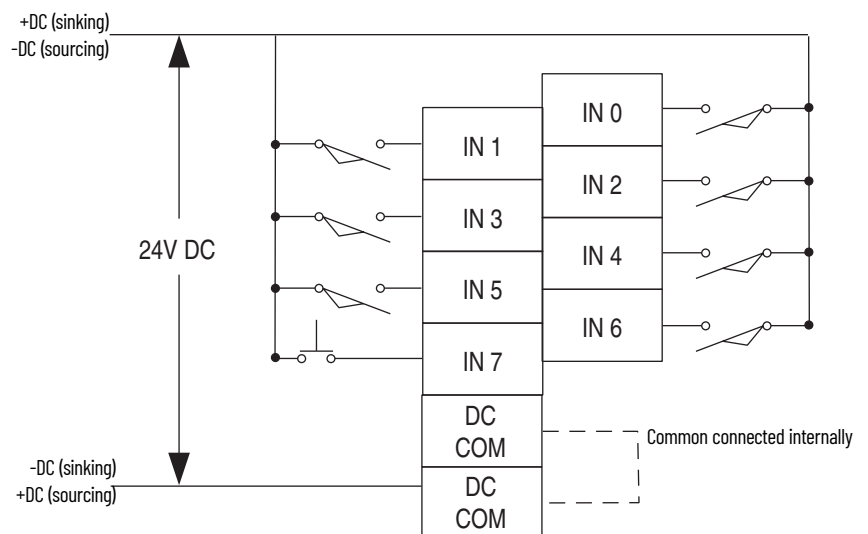 +DC (sinking)
-DC (sourcing)
IN 0
IN 1
IN 2
IN 3
24V DC
IN 4
IN 5
IN 6
IN 7
DC
COM
Common connected internally
-DC (sinking)
+DC (sourcing)
DC
COM